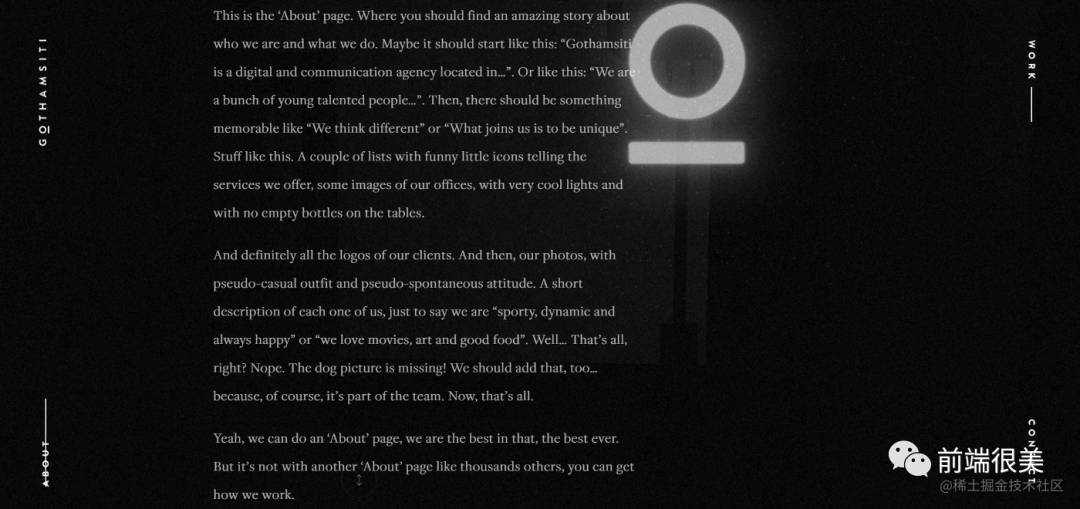 This is the ‘About’ page. Where you should find an amazing story about
who we are and what we do. Maybe it should start like this: “Gothamsiti
is a digital and communication agency located in...”. Or like this: “We are
a bunch of young talented people...”. Then, there should be something
memorable like “We think different” or “What joins us is to be unique”.
Stuff like this. A couple of lists with funny little icons telling the
services we offer, some images of our offices, with very cool lights and
with no empty bottles on the tables.
And definitely all the logos of our clients. And then, our photos, with
pseudo-casual outfit and pseudo-spontaneous attitude. A short
description of each one of us, just to say we are “sporty, dynamic and
always happy” or “we love movies, art and good food”. Well... That’s all,
right? Nope. The dog picture is missing! We should add that, too...
because, of course, it’s part of the team. Now, that’s all.
Yeah, we can do an ‘About’ page, we are the best in that, the best ever.
But it’s not with another ‘About’ page like thousands others, you can get
how we work.
GOTHAMSITI
ABOUT
WORK
前端很美
@稀土掘金技术社区